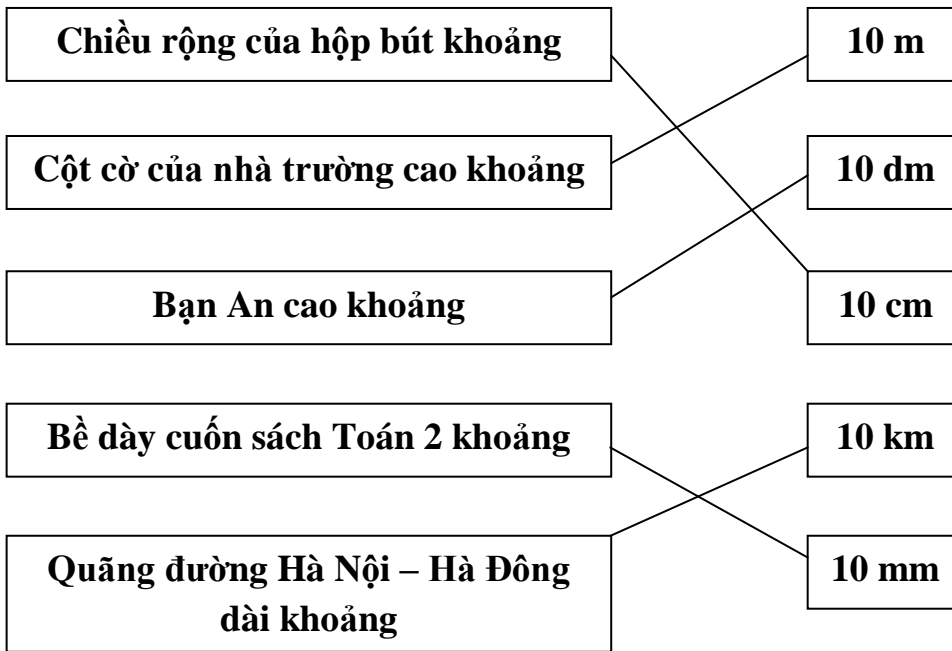 Chiều rộng của hộp bút khoảng
10 m
Cột cờ của nhà trường cao khoảng
10 dm
Bạn An cao khoảng
10 cm
Bề dày cuốn sách Toán 2 khoảng
10 km
Quãng đường Hà Nội – Hà Đông
dài khoảng
10 mm